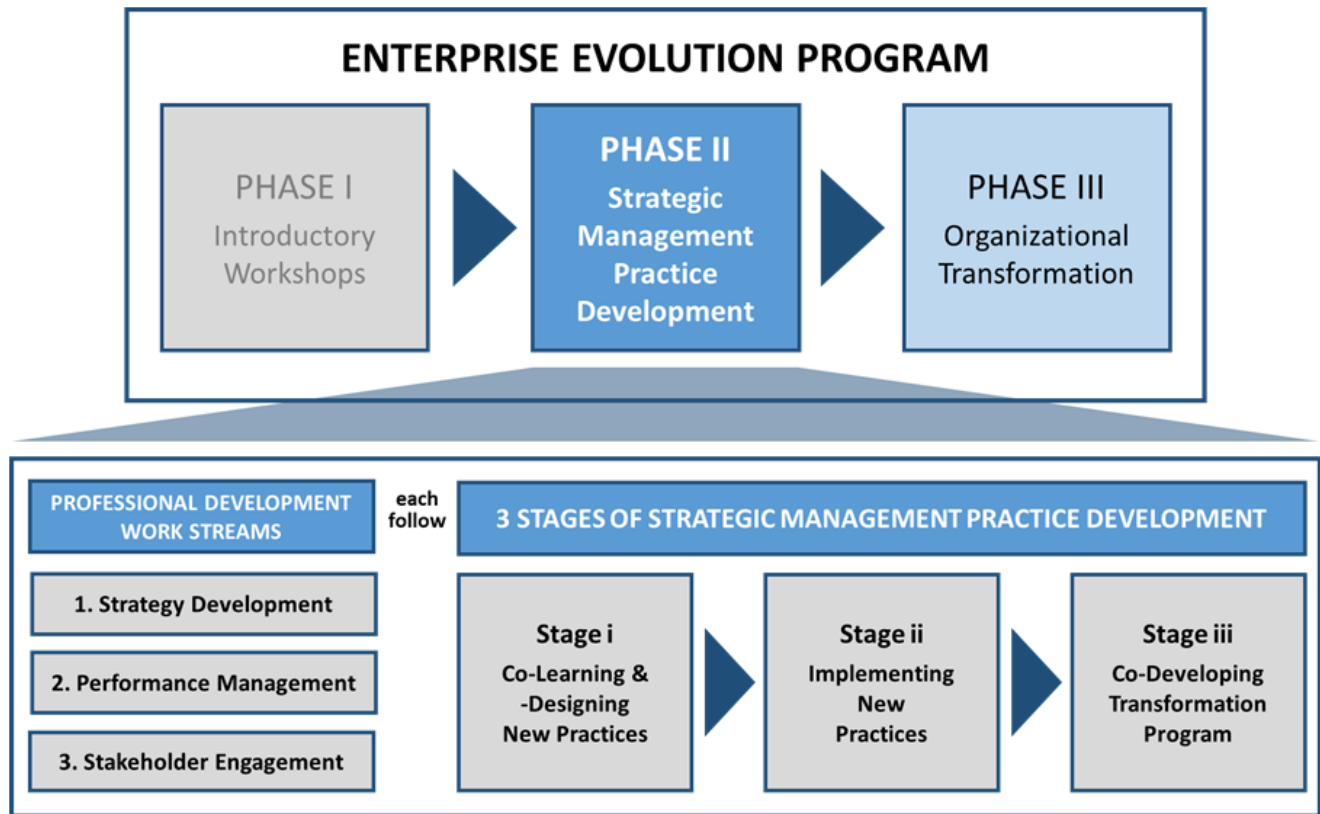 ENTERPRISE EVOLUTION PROGRAM
PHASE I
Introductory
Workshops
PHASE II
Strategic
Management
Practice
Development
PHASE III
Organizational
Transformation
PROFESSIONAL DEVELOPMENT
WORK STREAMS
1. Strategy Development
2. Performance Management
3. Stakeholder Engagement
each
follow
3 STAGES OF STRATEGIC MANAGEMENT PRACTICE DEVELOPMENT
Stage i
Co-Learning &
-Designing
New Practices
Stage ii
Implementing
New
Practices
Stage iii
Co-Developing
Transformation
Program